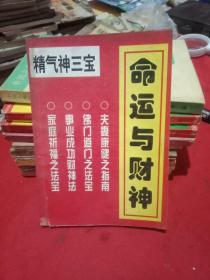 精气神三宝
命运与财神
○夫妻康健之指南
○佛门道门之法宝
○事业成功财神法
○家庭祈福之法宝